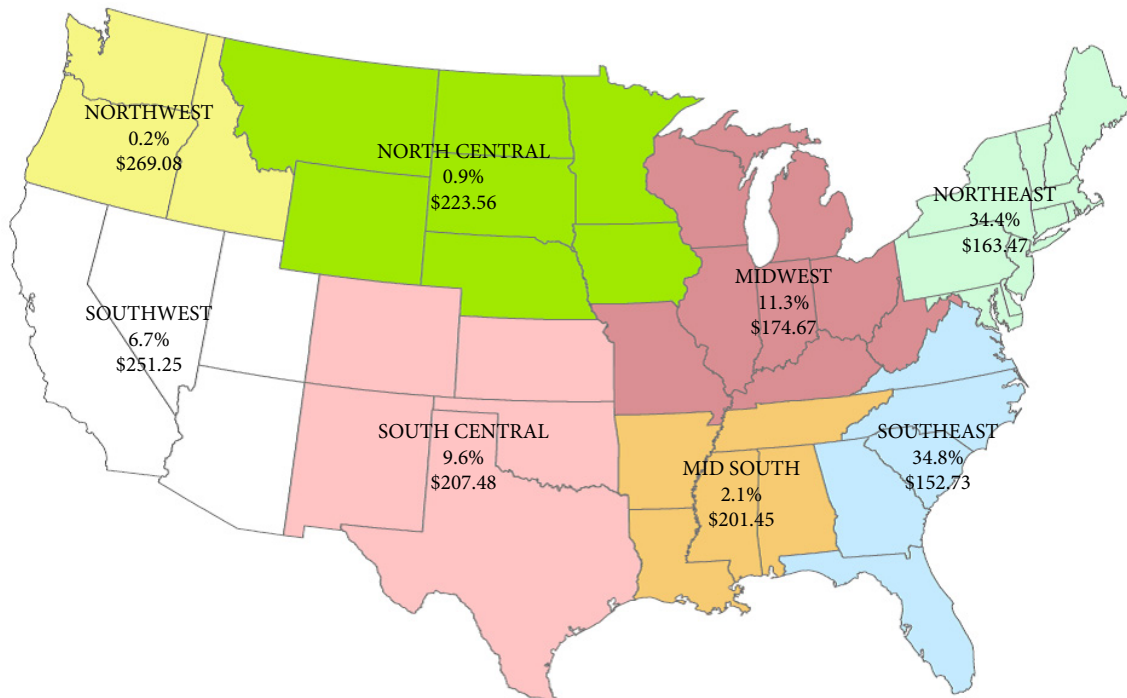 NORTHWEST
0.2%
$269.08
NORTH CENTRAL
0.9%
$223.56
NORTHEAST
34.4%
$163.47
SOUTHWEST
6.7%
$251.25
MIDWEST
11.3%
$174.67
SOUTH CENTRAL
9.6%
$207.48
MID SOUTH
2.1%
$201.45
SOUTHEAST
34.8%
$152.73